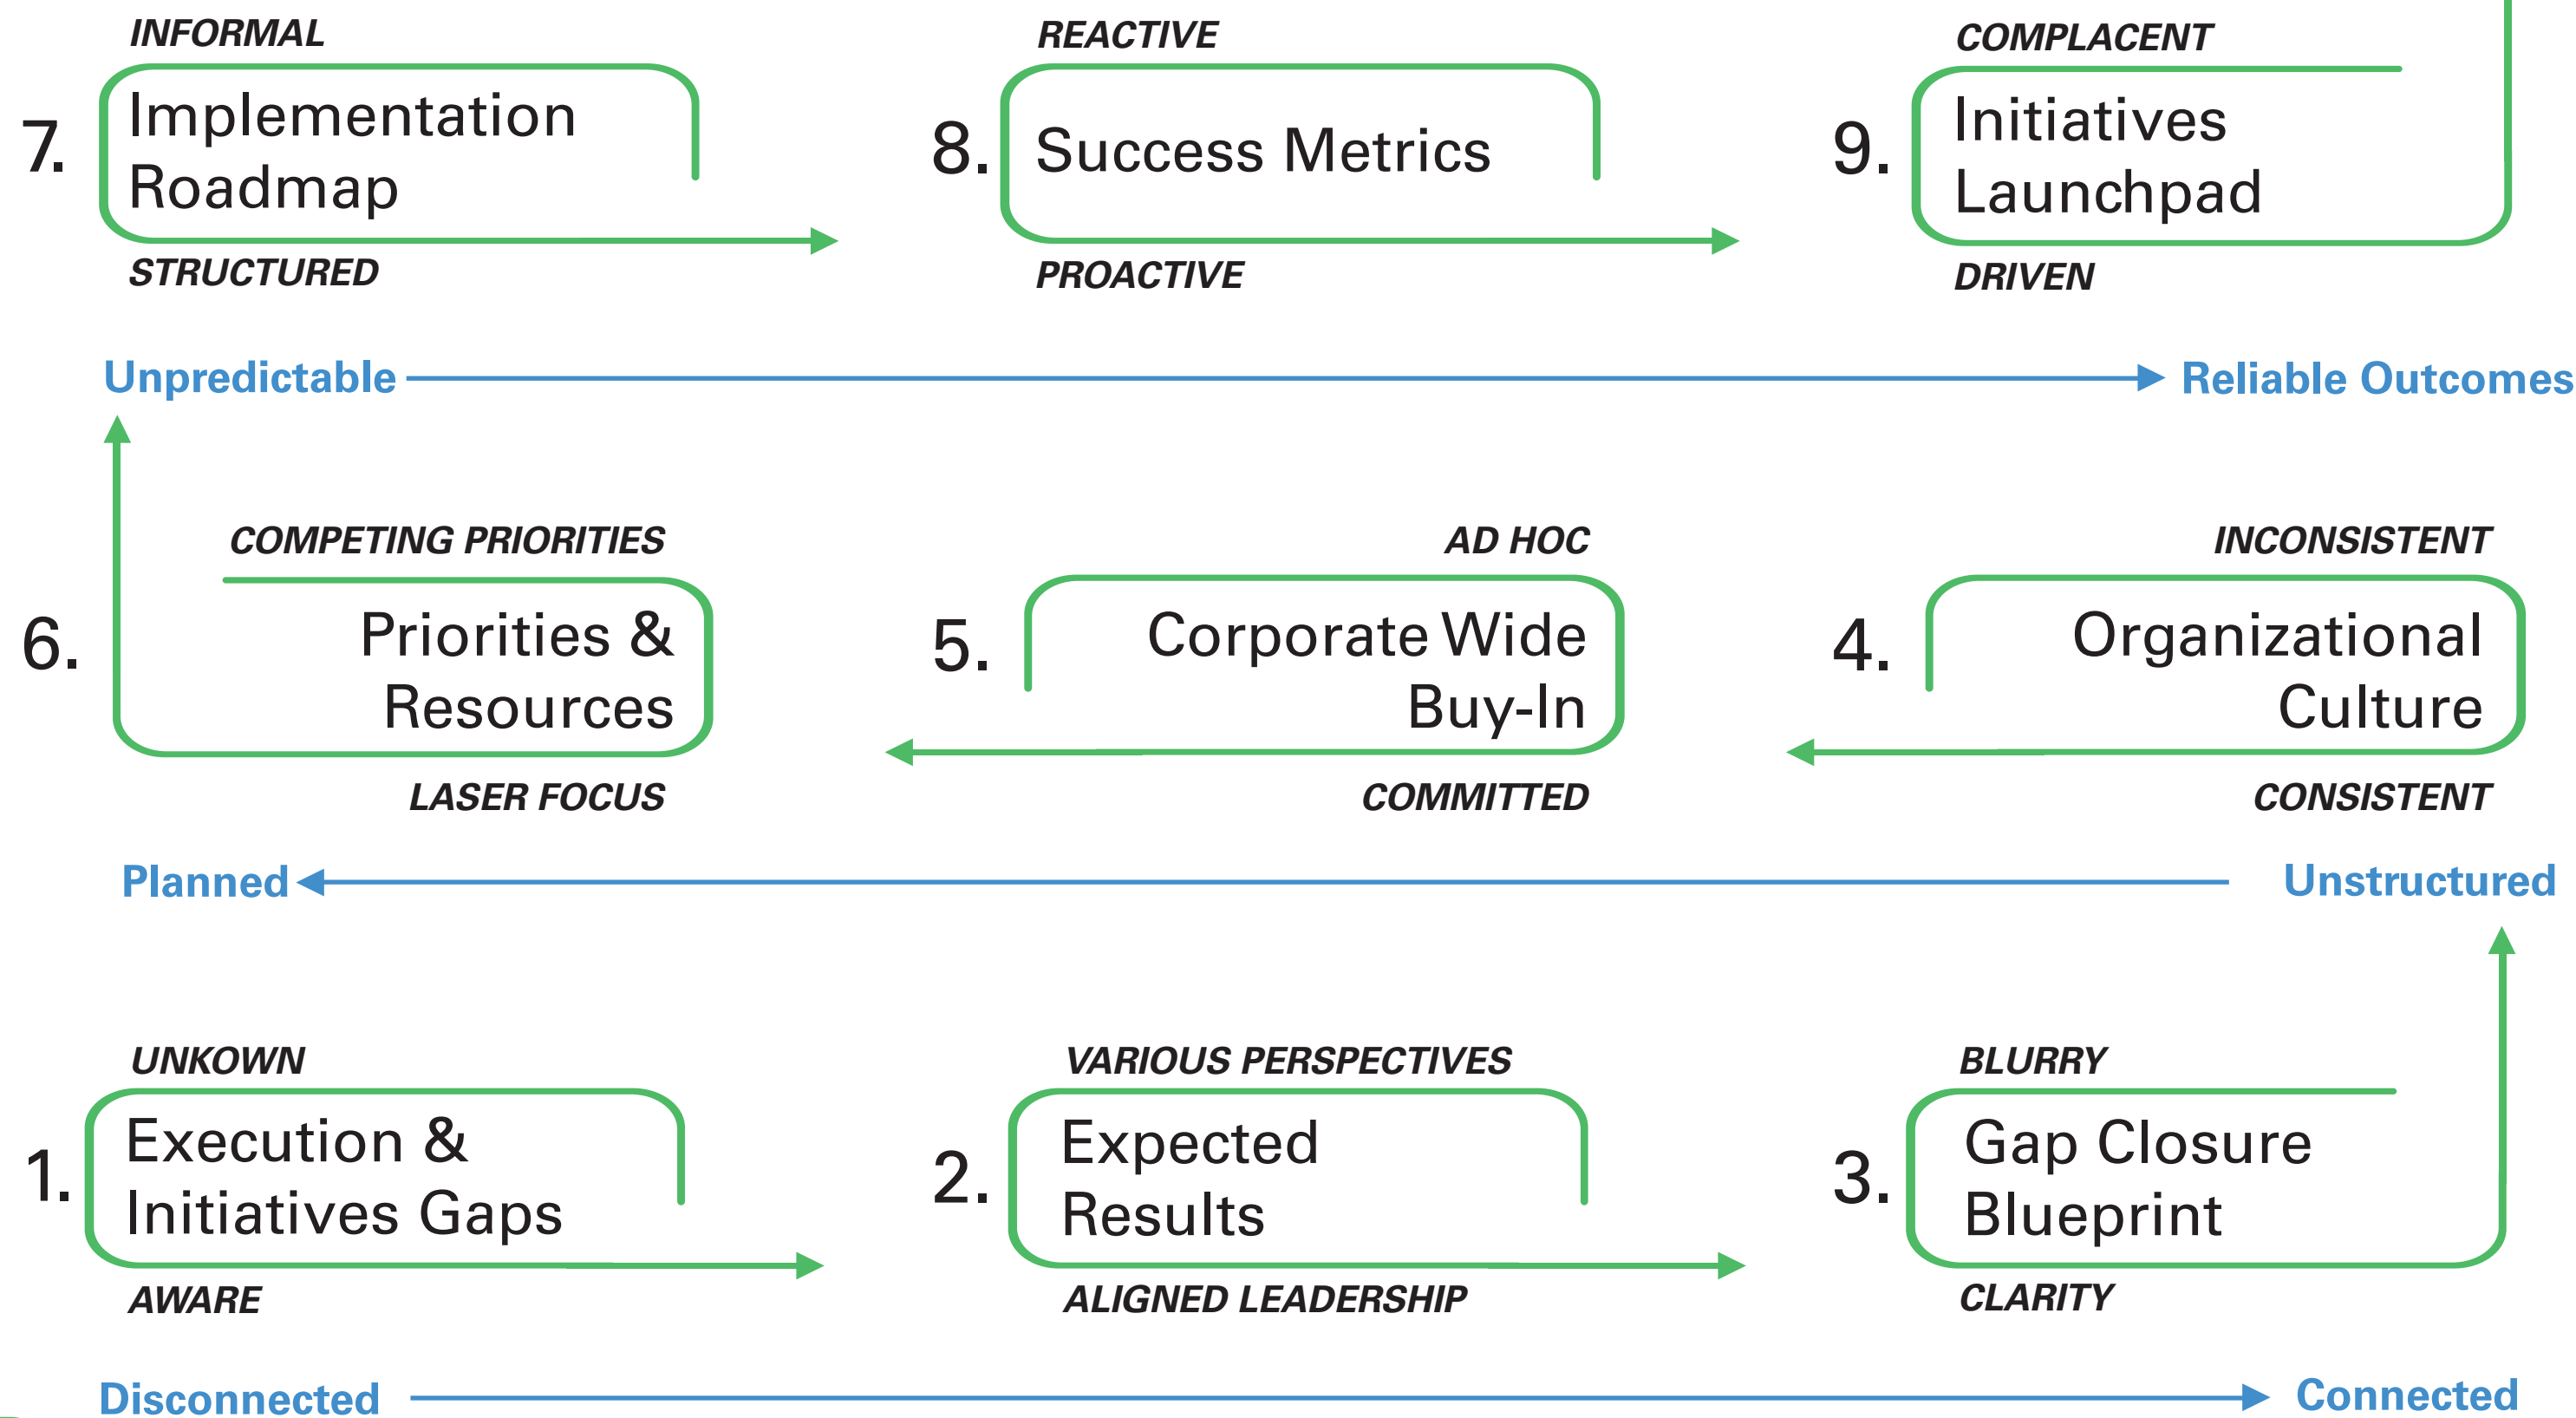 INFORMAL
7.
Implementation
Roadmap
STRUCTURED
REACTIVE
8.
Success Metrics
PROACTIVE
COMPLACENT
9.
Initiatives
Launchpad
DRIVEN
Unpredictable
Reliable Outcomes
COMPETING PRIORITIES
6.
Priorities &
Resources
LASER FOCUS
AD HOC
5.
Corporate Wide
Buy-In
COMMITTED
INCONSISTENT
4.
Organizational
Culture
CONSISTENT
Planned
Unstructured
UNKOWN
1.
Execution &
Initiatives Gaps
AWARE
VARIOUS PERSPECTIVES
2.
Expected
Results
ALIGNED LEADERSHIP
BLURRY
3.
Gap Closure
Blueprint
CLARITY
Disconnected
Connected